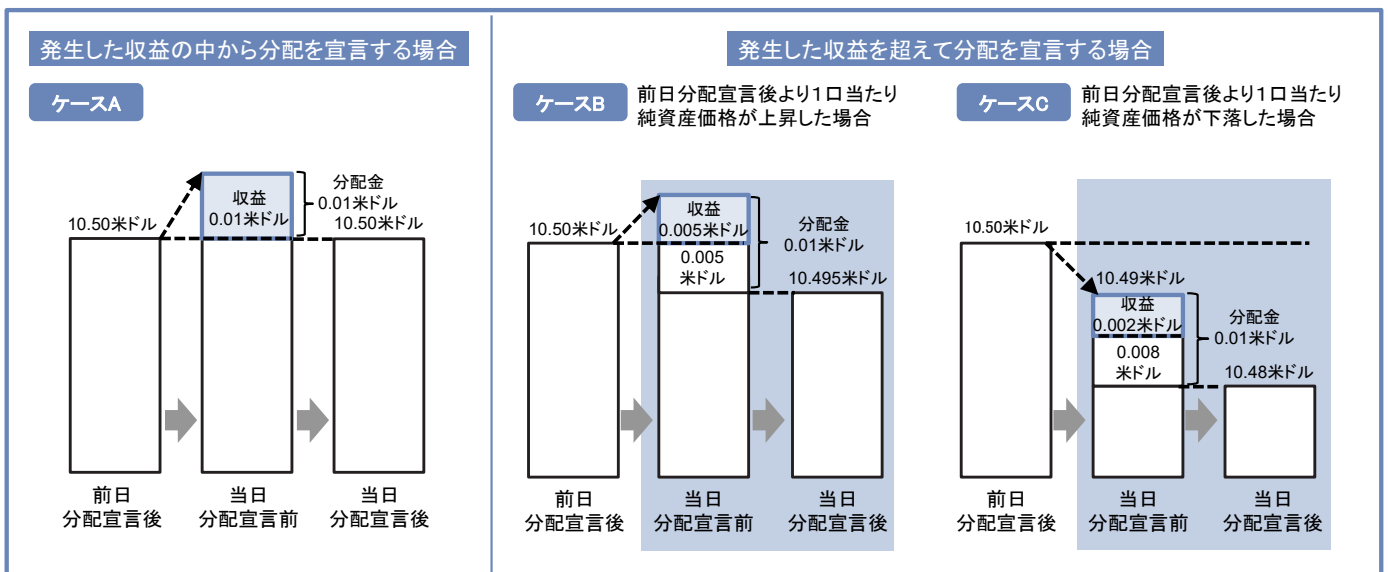 発生した収益の中から分配を宣言する場合
ケースA
10.50米ドル
収益
0.01米ドル
分配金
0.01米ドル
10.50米ドル
前日
分配宣言後
当日
分配宣言前
当日
分配宣言後
発生した収益を超えて分配を宣言する場合
ケースB
前日分配宣言後より1口当たり
純資産価格が上昇した場合
10.50米ドル
収益
0.005米ドル
0.005
米ドル
分配金
0.01米ドル
10.495米ドル
前日
分配宣言後
当日
分配宣言前
当日
分配宣言後
ケースC
前日分配宣言後より1口当たり
純資産価格が下落した場合
10.50米ドル
10.49米ドル
収益
0.002米ドル
0.008
米ドル
分配金
0.01米ドル
10.48米ドル
前日
分配宣言後
当日
分配宣言前
当日
分配宣言後